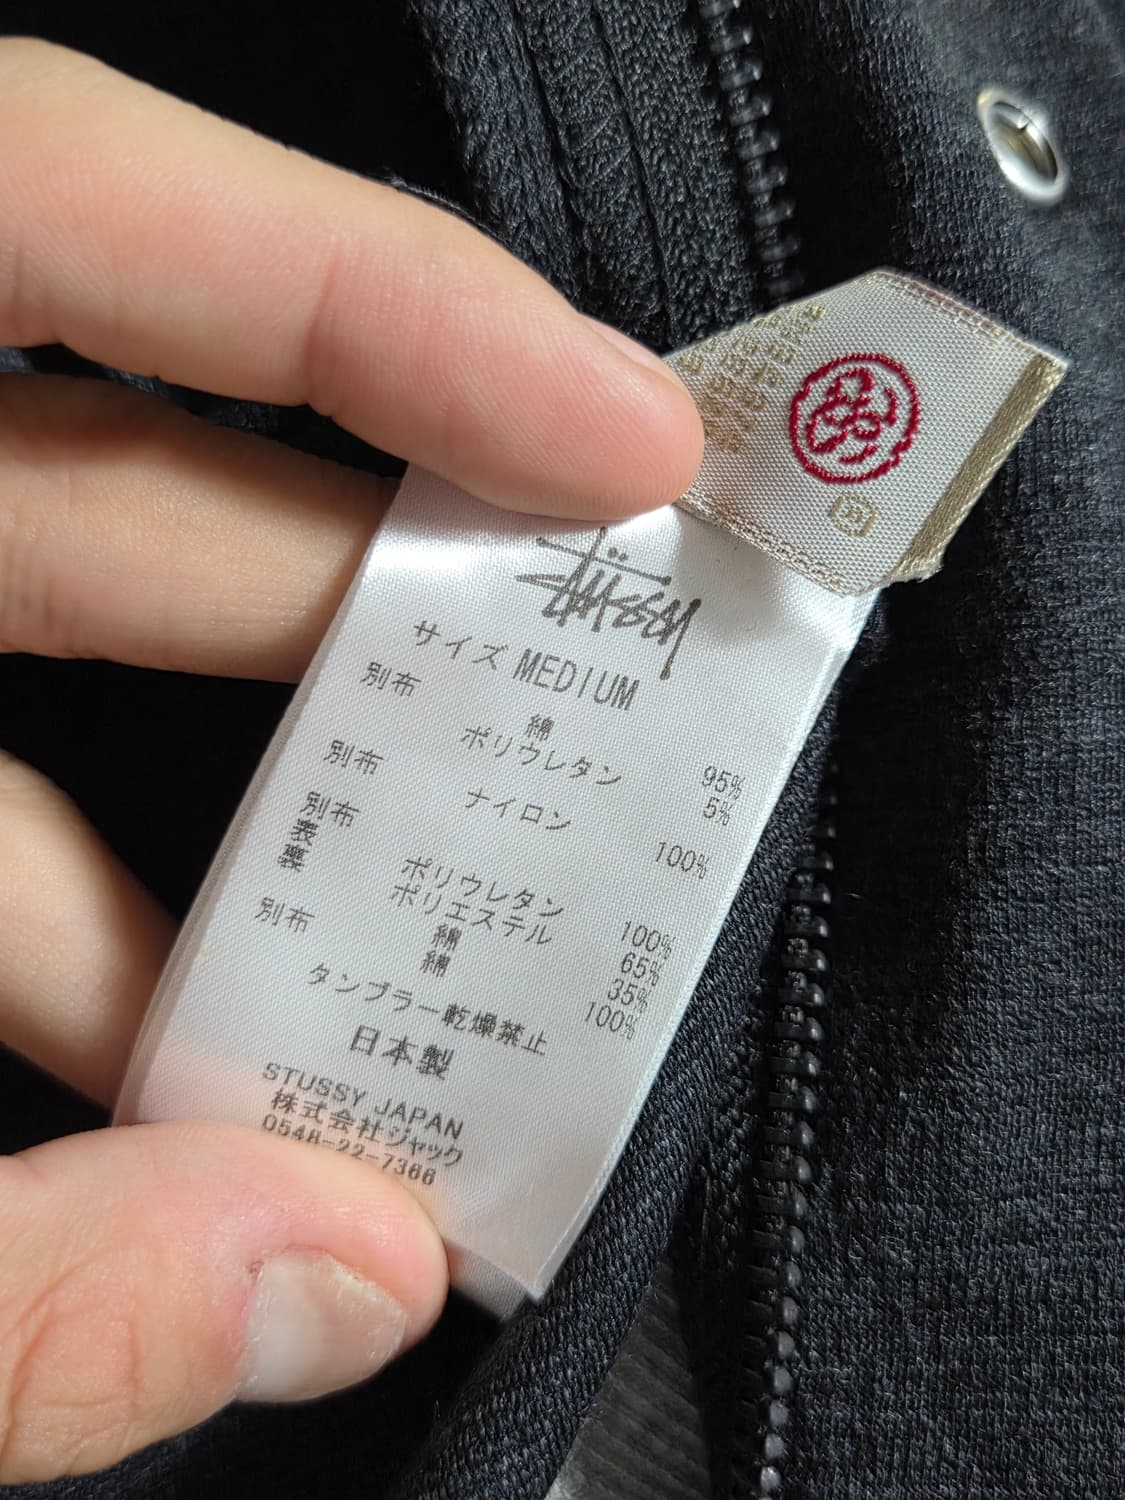 Stüssy
サイズ MEDIUM
別布
綿 95%
ポリウレタン 5%
別布
ナイロン 100%
別布
表 ポリウレタン 100%
裏 ポリエステル 65%
綿 35%
別布 綿 100%
タンブラー乾燥禁止
日本製
STUSSY JAPAN
株式会社ジャック
0548-22-7366